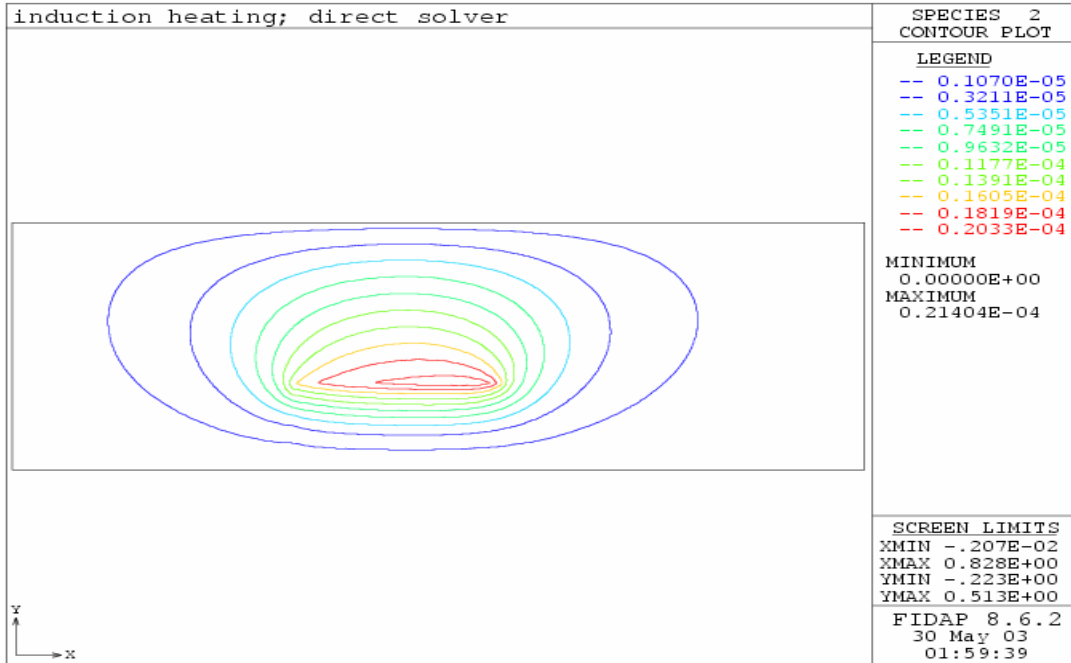 induction heating; direct solver
SPECIES 2
CONTOUR PLOT
LEGEND
-- 0.1070E-05
-- 0.3211E-05
-- 0.5351E-05
-- 0.7491E-05
-- 0.9632E-05
-- 0.1177E-04
-- 0.1391E-04
-- 0.1605E-04
-- 0.1819E-04
-- 0.2033E-04
MINIMUM
0.00000E+00
MAXIMUM
0.21404E-04
SCREEN LIMITS
XMIN -.207E-02
XMAX 0.828E+00
YMIN -.223E+00
YMAX 0.513E+00
FIDAP 8.6.2
30 May 03
01:59:39
Y
X